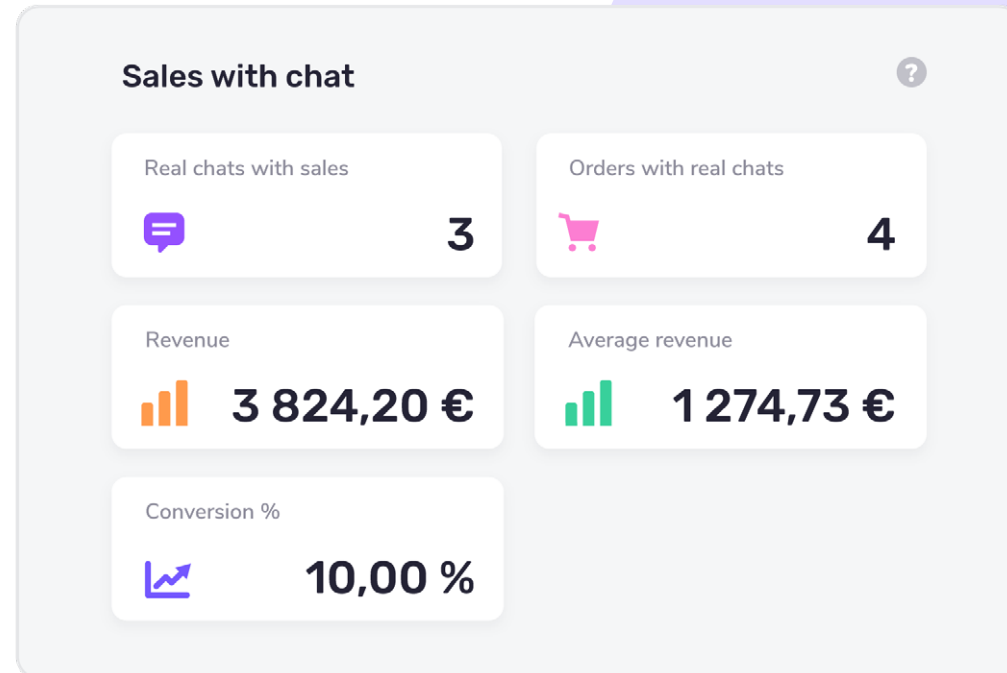 Sales with chat
?
Real chats with sales
3
Orders with real chats
4
Revenue
3 824,20 €
Average revenue
1 274,73 €
Conversion %
10,00 %